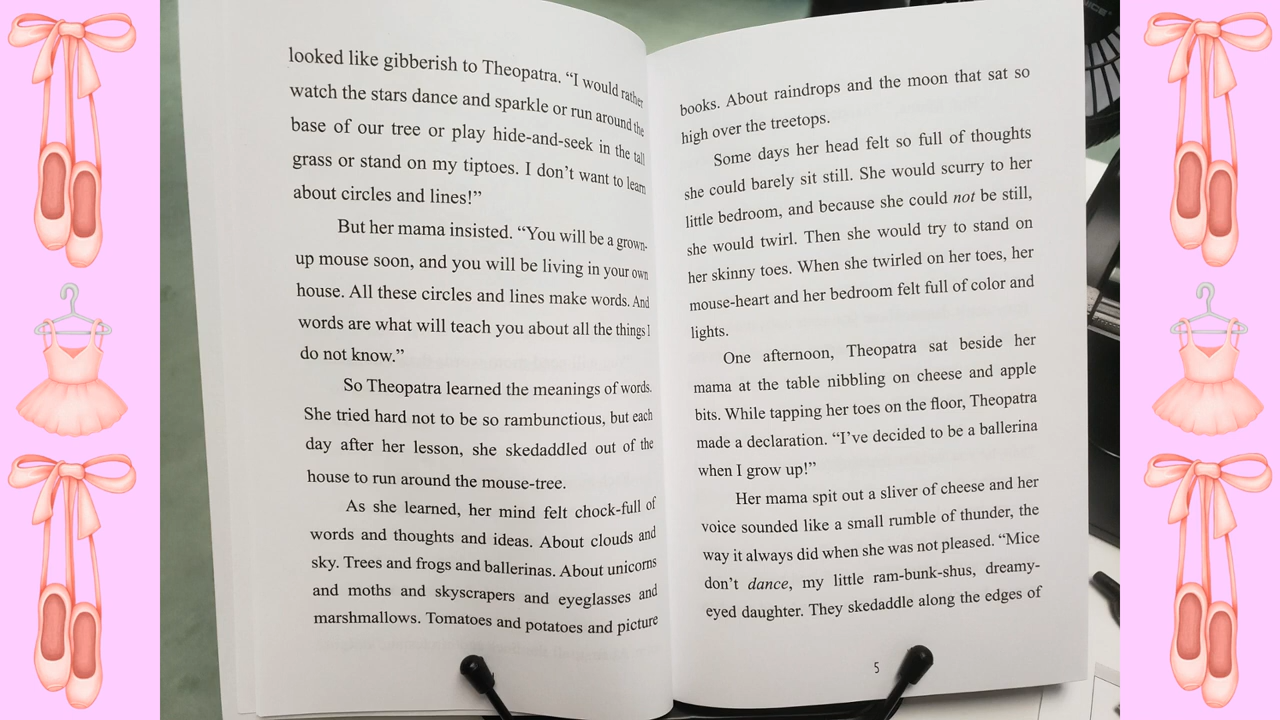 looked like gibberish to Theopatra. “I would rather
watch the stars dance and sparkle or run around the
base of our tree or play hide-and-seek in the tall
grass or stand on my tiptoes. I don’t want to learn
about circles and lines!”
But her mama insisted. “You will be a grown-
up mouse soon, and you will be living in your own
house. All these circles and lines make words. And
words are what will teach you about all the things I
do not know.”
So Theopatra learned the meanings of words.
She tried hard not to be so rambunctious, but each
day after her lesson, she skedaddled out of the
house to run around the mouse-tree.
As she learned, her mind felt chock-full of
words and thoughts and ideas. About clouds and
sky. Trees and frogs and ballerinas. About unicorns
and moths and skyscrapers and eyeglasses and
marshmallows. Tomatoes and potatoes and picture
books. About raindrops and the moon that sat so
high over the treetops.
Some days her head felt so full of thoughts
she could barely sit still. She would scurry to her
little bedroom, and because she could not be still,
she would twirl. Then she would try to stand on
her skinny toes. When she twirled on her toes, her
mouse-heart and her bedroom felt full of color and
lights.
One afternoon, Theopatra sat beside her
mama at the table nibbling on cheese and apple
bits. While tapping her toes on the floor, Theopatra
made a declaration. “I’ve decided to be a ballerina
when I grow up!”
Her mama spit out a sliver of cheese and her
voice sounded like a small rumble of thunder, the
way it always did when she was not pleased. “Mice
don’t dance, my little ram-bunk-shus, dreamy-
eyed daughter. They skedaddle along the edges of
5